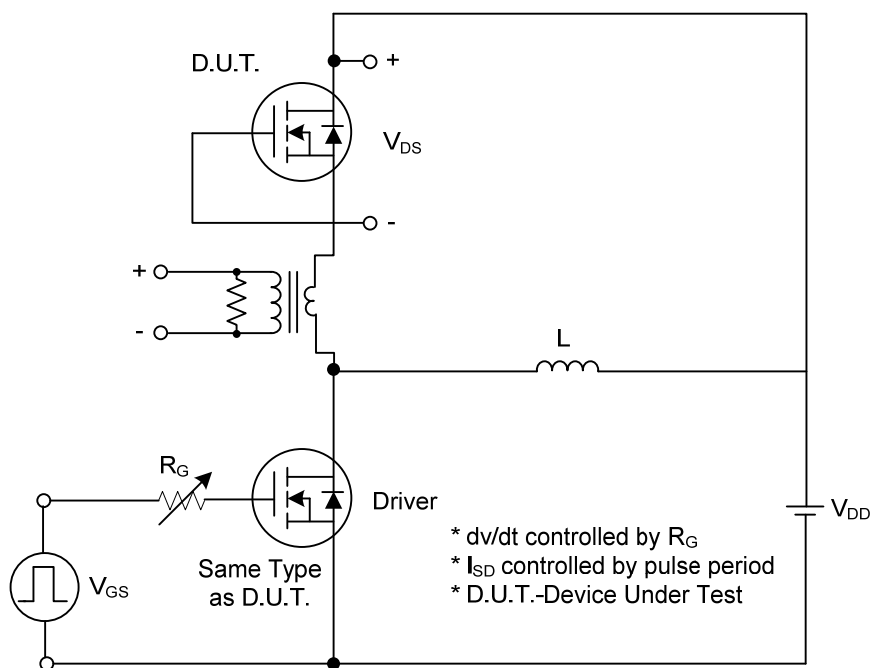 D.U.T.
+
V_DS
-
+
-
L
R_G
Driver
V_DD
V_GS
Same Type
as D.U.T.
* dv/dt controlled by R_G
* I_SD controlled by pulse period
* D.U.T.-Device Under Test